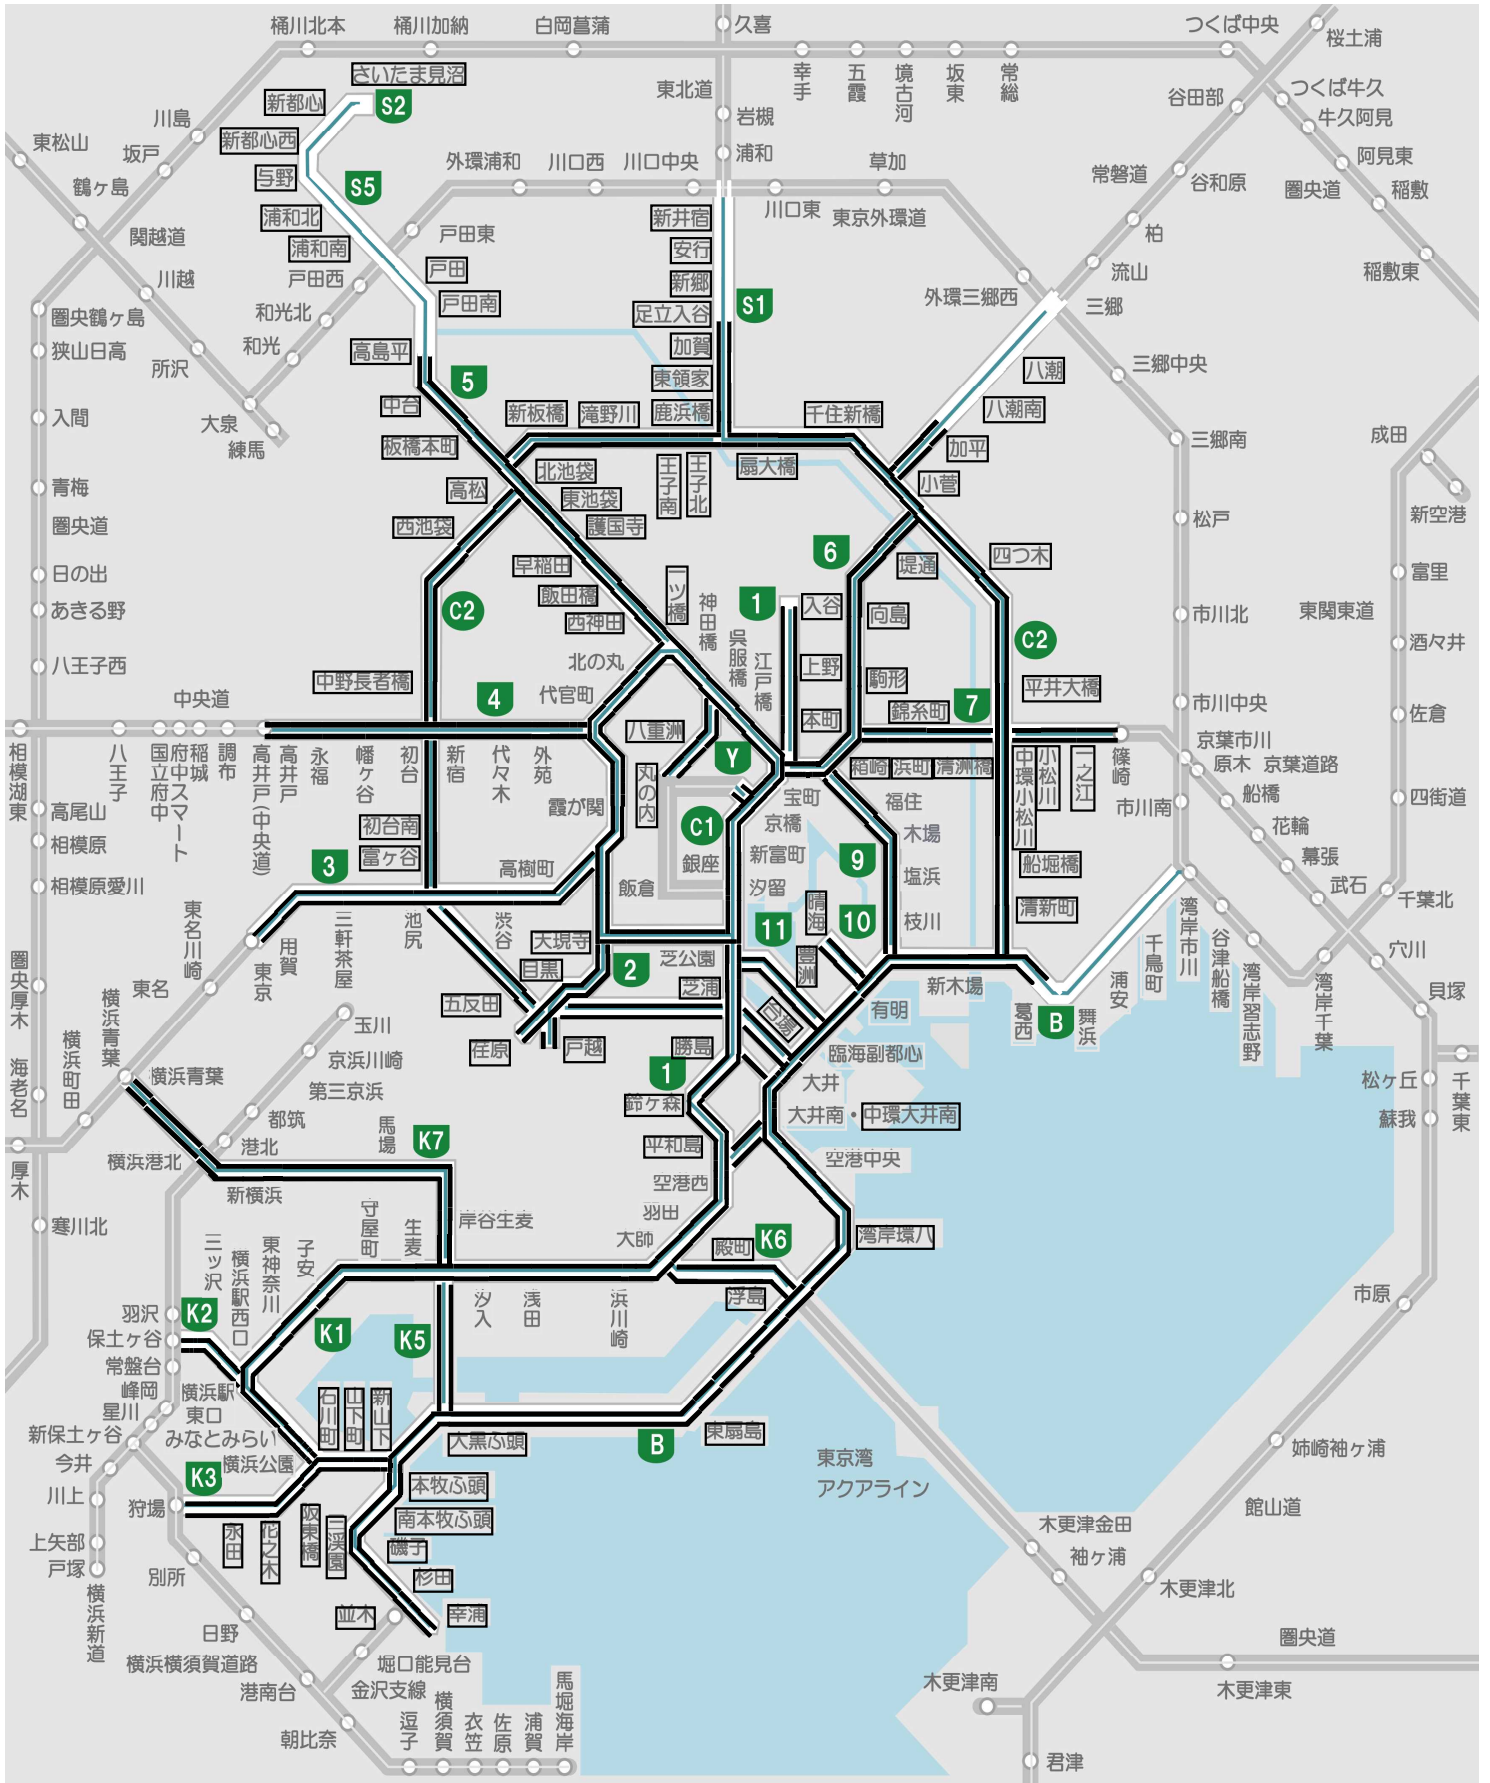 桶川北本
桶川加納
白岡菖蒲
久喜
つくば中央
桜土浦
さいたま見沼
S2
新都心
東北道
幸手
五霞
境古河
坂東
常総
つくば牛久
谷田部
牛久阿見
川島
岩槻
東松山
新都心西
坂戸
浦和
外環浦和
川口西
川口中央
草加
阿見東
常磐道
谷和原
圏央道
稲敷
鶴ヶ島
与野
S5
浦和北
新井宿
川口東
東京外環道
関越道
戸田東
浦和南
安行
柏
稲敷東
川越
戸田西
戸田
新郷
流山
外環三郷西
三郷
圏央鶴ヶ島
和光北
戸田南
足立入谷
S1
狭山日高
和光
高島平
加賀
三郷中央
所沢
5
東領家
八潮
入間
大泉
練馬
中台
新板橋
滝野川
鹿浜橋
千住新橋
八潮南
板橋本町
加平
三郷南
成田
北池袋
王子南
王子北
扇大橋
小菅
青梅
高松
東池袋
新空港
圏央道
西池袋
護国寺
松戸
6
四つ木
日の出
早稲田
一ツ橋
堤通
富里
あきる野
C2
飯田橋
神田橋
1
入谷
向島
市川北
東関東道
西神田
呉服橋
C2
酒々井
八王子西
北の丸
江戸橋
上野
駒形
中野長者橋
4
代官町
7
平井大橋
中央道
錦糸町
市川中央
佐倉
八重洲
本町
相模湖東
八王子
国立府中
府中スマート
稲城
調布
高井戸(中央道)
高井戸
永福
幡ヶ谷
初台
新宿
代々木
外苑
Y
箱崎
浜町
清洲橋
中環小松川
小松川
一之江
篠崎
京葉市川
原木
京葉道路
丸の内
宝町
福住
市川南
船橋
四街道
高尾山
霞が関
C1
京橋
木場
花輪
相模原
初台南
富ヶ谷
新富町
9
幕張
3
高樹町
銀座
船堀橋
相模原愛川
飯倉
汐留
塩浜
武石
千葉北
東名川崎
用賀
三軒茶屋
池尻
渋谷
晴海
10
枝川
清新町
湾岸市川
谷津船橋
湾岸習志野
湾岸千葉
穴川
11
大現寺
千鳥町
圏央厚木
東名
東京
目黒
2
芝公園
豊洲
新木場
浦安
横浜青葉
五反田
芝浦
有明
葛西
B
舞浜
貝塚
玉川
台場
横浜町田
荏原
戸越
勝島
臨海副都心
海老名
京浜川崎
1
大井
松ヶ丘
千葉東
横浜青葉
第三京浜
鈴ヶ森
大井南・中環大井南
蘇我
都筑
馬場
K7
平和島
港北
空港中央
厚木
横浜港北
新横浜
空港西
寒川北
守屋町
生麦
岸谷生麦
羽田
大師
殿町
K6
湾岸環八
三ッ沢
横浜駅西口
東神奈川
子安
浮島
羽沢
K2
汐入
浅田
浜川崎
市原
保土ヶ谷
K1
K5
常盤台
峰岡
横浜駅東口
星川
石川町
山下町
新山下
みなとみらい
新保土ヶ谷
大黒ふ頭
B
東扇島
姉崎袖ヶ浦
今井
横浜公園
東京湾
アクアライン
K3
本牧ふ頭
川上
狩場
館山道
南本牧ふ頭
木更津金田
永田
花之木
阪東橋
三渓園
上矢部
磯子
袖ヶ浦
戸塚
別所
杉田
木更津北
横浜新道
並木
幸浦
日野
圏央道
横浜横須賀道路
堀口能見台
港南台
金沢支線
木更津南
木更津東
朝比奈
逗子
横須賀
衣笠
佐原
浦賀
馬堀海岸
君津